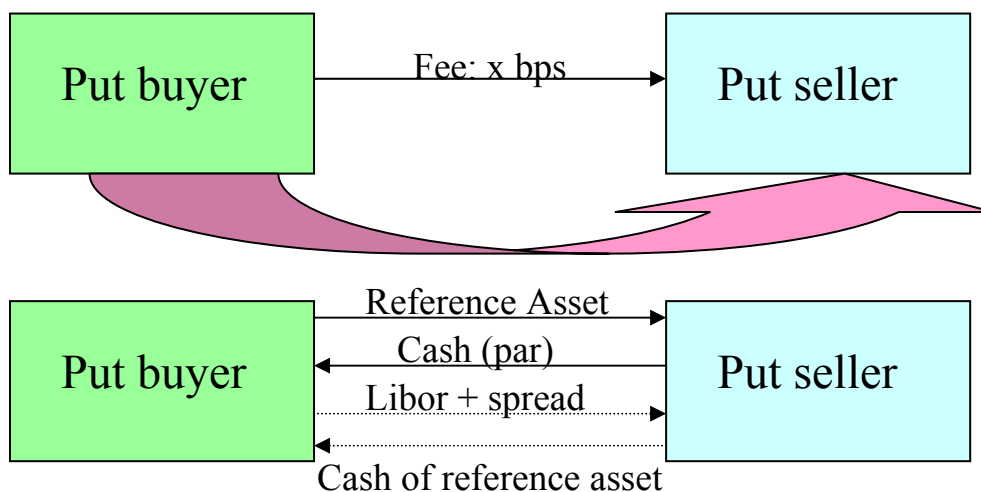 Put buyer
Fee: x bps
Put seller
Reference Asset
Cash (par)
Put buyer
Put seller
Libor + spread
Cash of reference asset